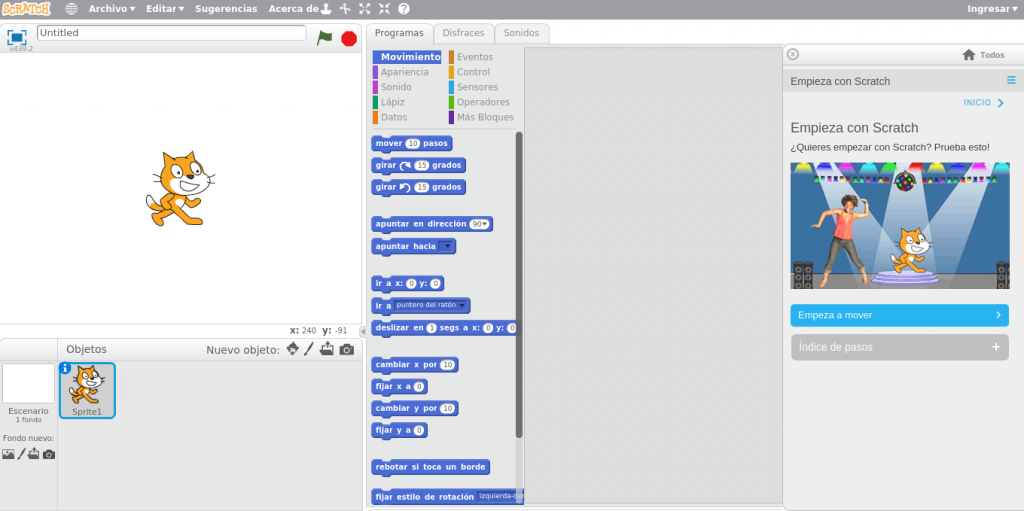 SCRATCH
Archivo▼ Editar▼ Sugerencias Acerca de
Ingresar▼
Untitled
v439.2
Programas Disfraces Sonidos
Movimiento
Apariencia
Sonido
Lápiz
Datos
Eventos
Control
Sensores
Operadores
Más Bloques
mover 10 pasos
girar 15 grados
girar 15 grados
apuntar en dirección 90▼
apuntar hacia
ir a x: 0 y: 0
ir a puntero del ratón
deslizar en 1 segs a x: 0 y: 0
cambiar x por 10
fijar x a 0
cambiar y por 10
fijar y a 0
rebotar si toca un borde
fijar estilo de rotación
x: 240 y: -91
Objetos
Nuevo objeto:
Escenario
1 fondo
Fondo nuevo:
Sprite1
Todos
Empieza con Scratch
INICIO
Empieza con Scratch
¿Quieres empezar con Scratch? Prueba esto!
Empieza a mover
Índice de pasos